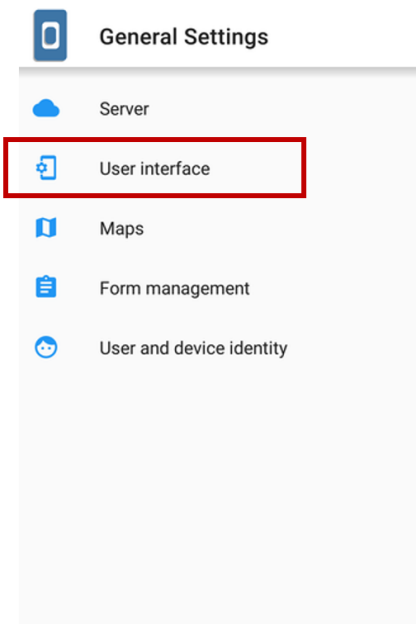 General Settings
Server
User interface
Maps
Form management
User and device identity